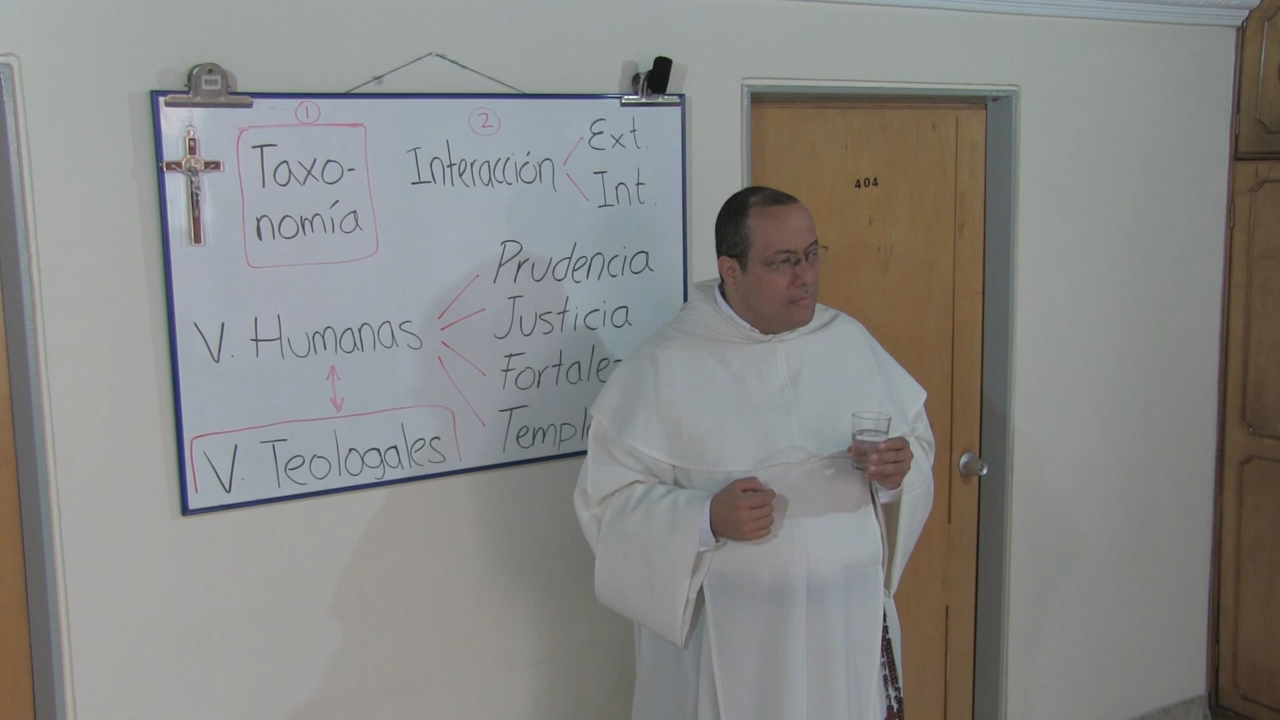 1
Taxo-
nomía
2
Interacción
Ext.
Int.
V. Humanas
Prudencia
Justicia
V. Teologales
404